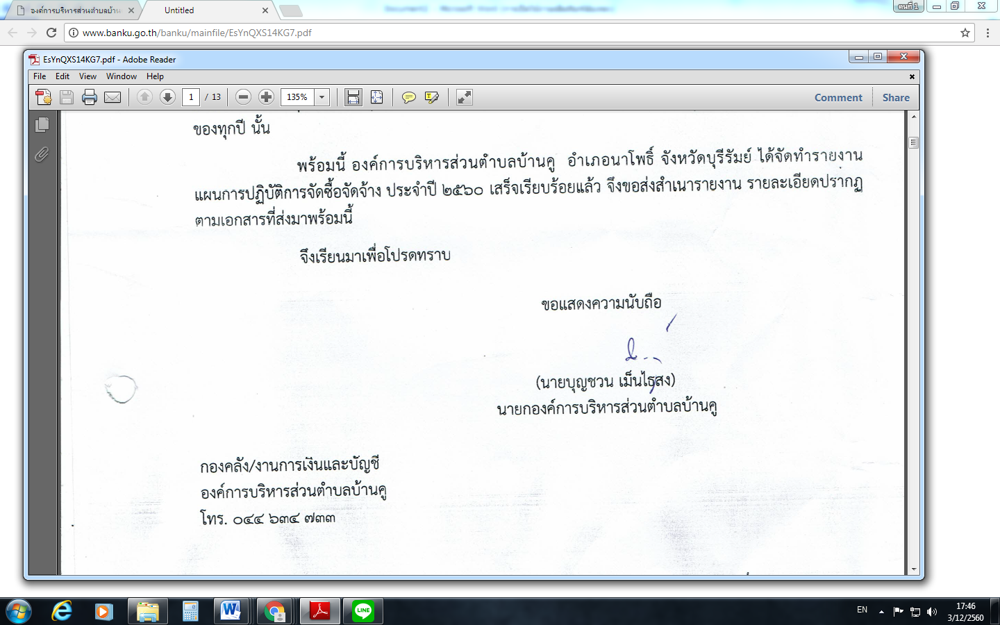 องค์การบริหารส่วนตำบลบ้าน
Untitled
คนที่ 1
www.banku.go.th/banku/mainfile/EsYnQXS14KG7.pdf
EsYnQXS14KG7.pdf - Adobe Reader
File Edit View Window Help
1 / 13
135%
Comment Share
ของทุกปี นั้น
พร้อมนี้ องค์การบริหารส่วนตำบลบ้านคู อำเภอนาโพธิ์ จังหวัดบุรีรัมย์ ได้จัดทำรายงาน
แผนการปฏิบัติการจัดซื้อจัดจ้าง ประจำปี ๒๕๖๐ เสร็จเรียบร้อยแล้ว จึงขอส่งสำเนารายงาน รายละเอียดปรากฏ
ตามเอกสารที่ส่งมาพร้อมนี้
จึงเรียนมาเพื่อโปรดทราบ
ขอแสดงความนับถือ
(นายบุญชวน เม็นไธสง)
นายกองค์การบริหารส่วนตำบลบ้านคู
กองคลัง/งานการเงินและบัญชี
องค์การบริหารส่วนตำบลบ้านคู
โทร. ๐๔๔ ๖๓๔ ๗๓๓
LINE
EN
17:46
3/12/2560